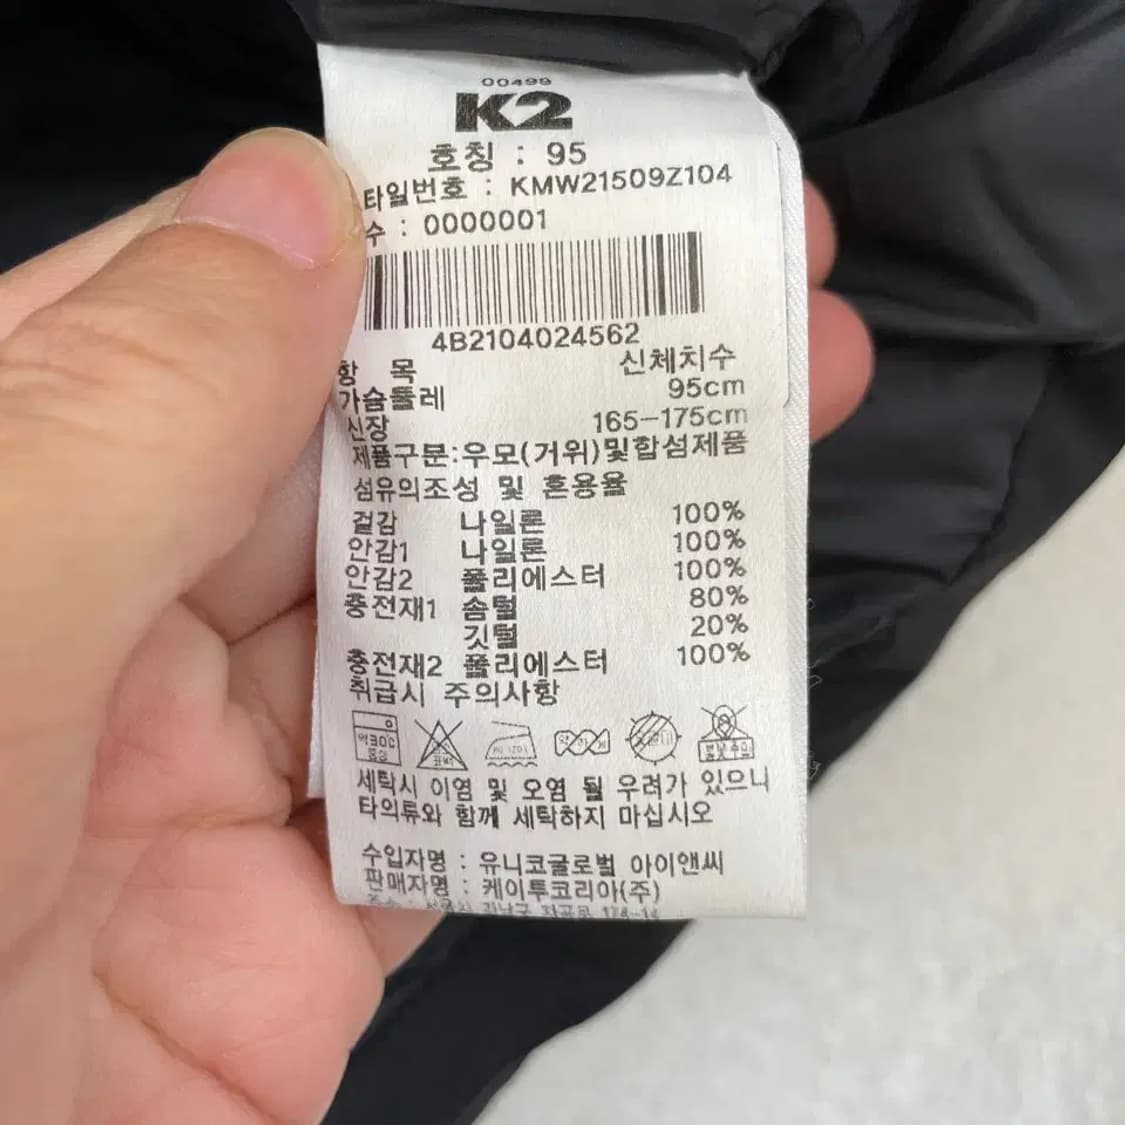 00499
K2
호칭 : 95
타일번호 : KMW21509Z104
수 : 0000001
4B2104024562
항 목 신체치수
가슴둘레 95cm
신장 165-175cm
제품구분:우모(거위)및합섬제품
섬유의조성 및 혼용율
겉감 나일론 100%
안감1 나일론 100%
안감2 폴리에스터 100%
충전재1 솜털 80%
깃털 20%
충전재2 폴리에스터 100%
취급시 주의사항
약30℃
중성
세탁시 이염 및 오염 될 우려가 있으니
타의류와 함께 세탁하지 마십시오
수입자명 : 유니코글로벌 아이앤씨
판매자명 : 케이투코리아(주)